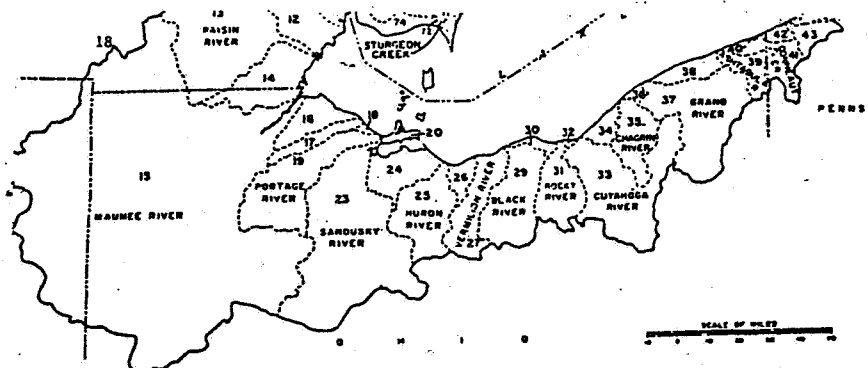 13
12
74
73
18
RAISIN
RIVER
STURGEON
CREEK
L A K
14
16
17
18
19
20
15
MAUMEE RIVER
PORTAGE
RIVER
23
SANDUSKY
RIVER
24
25
HURON
RIVER
26
VERMILION RIVER
27
29
BLACK
RIVER
30
31
ROCKY
RIVER
32
33
CUYAHOGA
RIVER
34
35
CHAGRIN
RIVER
36
37
GRAND
RIVER
38
39
40
41
42
43
PENNS
O H I O
SCALE OF MILES